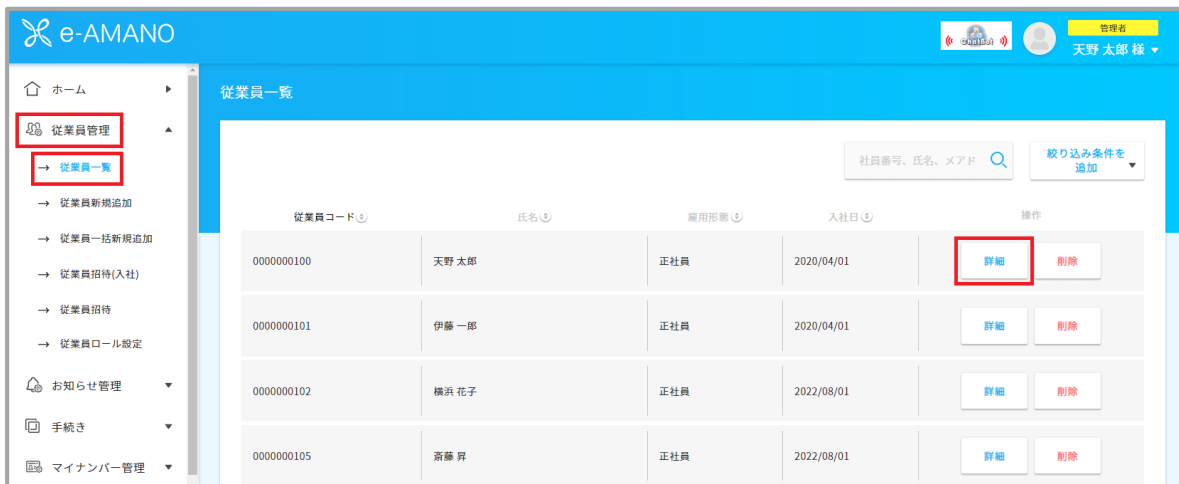 e-AMANO
ChatBot
管理者
天野 太郎 様 ▼
ホーム
従業員管理
→ 従業員一覧
→ 従業員新規追加
→ 従業員一括新規追加
→ 従業員招待(入社)
→ 従業員招待
→ 従業員ロール設定
お知らせ管理
手続き
マイナンバー管理
従業員一覧
社員番号、氏名、メアド
絞り込み条件を
追加
従業員コード 氏名 雇用形態 入社日 操作
0000000100 天野 太郎 正社員 2020/04/01 詳細 削除
0000000101 伊藤 一郎 正社員 2020/04/01 詳細 削除
0000000102 横浜 花子 正社員 2022/08/01 詳細 削除
0000000105 斎藤 昇 正社員 2022/08/01 詳細 削除